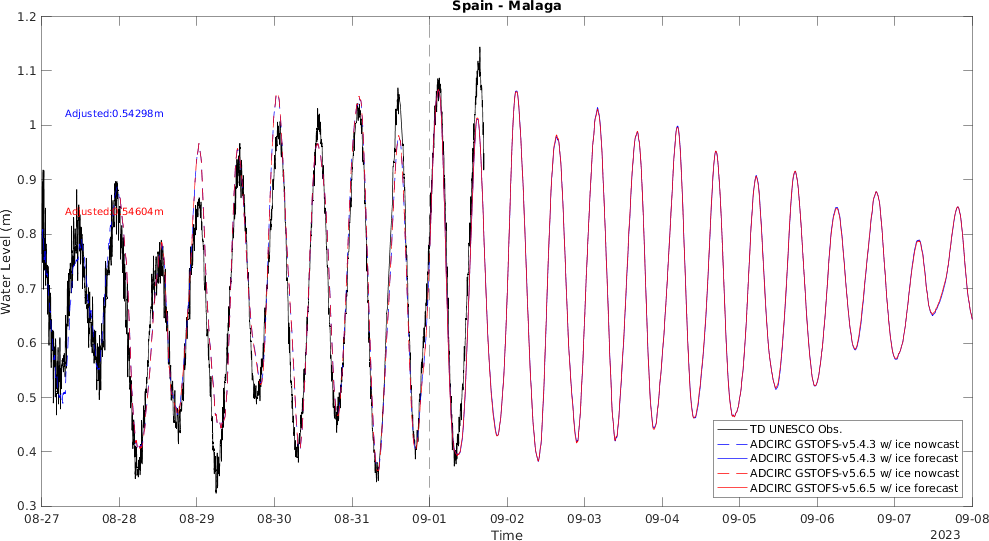 Spain - Malaga
1.2
1.1
1
0.9
0.8
0.7
0.6
0.5
0.4
0.3
Water Level (m)
Adjusted:0.54298m
Adjusted:0.54604m
TD UNESCO Obs.
ADCIRC GSTOFS-v5.4.3 w/ ice nowcast
ADCIRC GSTOFS-v5.4.3 w/ ice forecast
ADCIRC GSTOFS-v5.6.5 w/ ice nowcast
ADCIRC GSTOFS-v5.6.5 w/ ice forecast
08-27 08-28 08-29 08-30 08-31 09-01 09-02 09-03 09-04 09-05 09-06 09-07 09-08
Time
2023